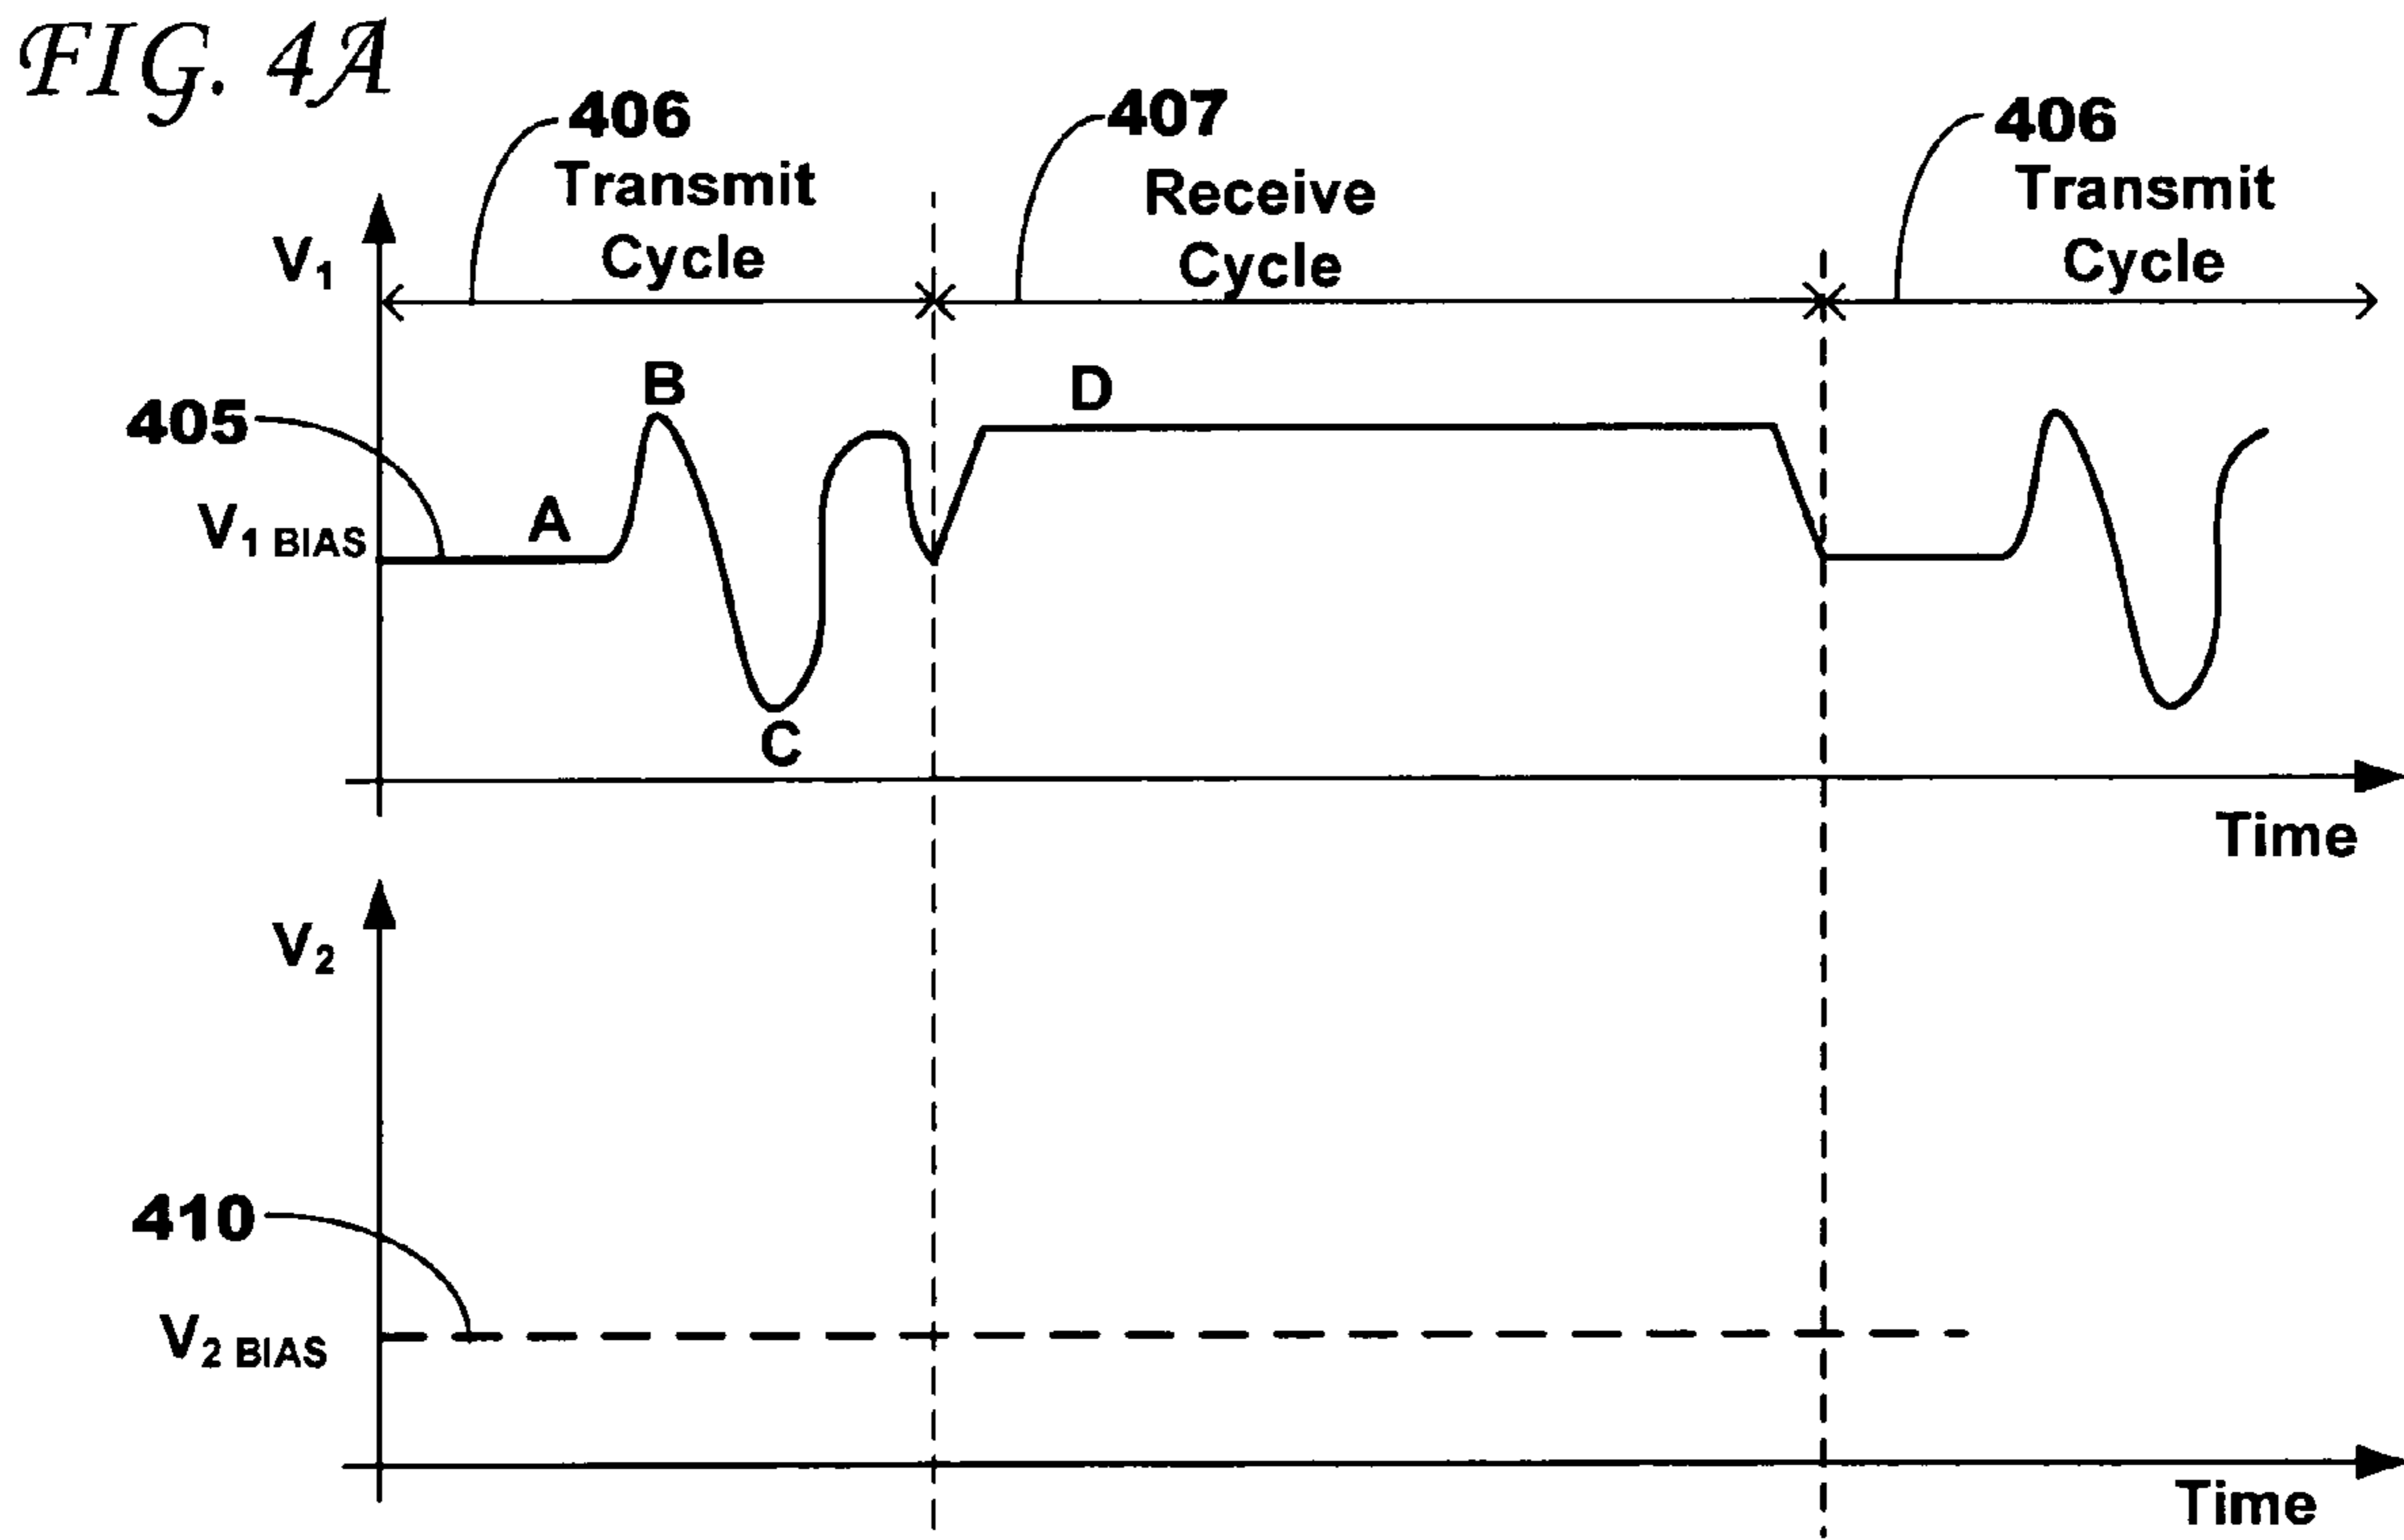 FIG. 4A
406
Transmit
Cycle
407
Receive
Cycle
406
Transmit
Cycle
V1
B
D
405
A
V1 BIAS
C
Time
V2
410
V2 BIAS
Time